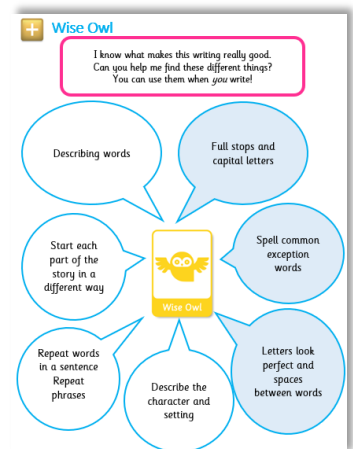 Wise Owl
I know what makes this writing really good.
Can you help me find these different things?
You can use them when you write!
Describing words
Full stops and
capital letters
Start each
part of the
story in a
different way
Spell common
exception
words
Wise Owl
Repeat words
in a sentence
Repeat
phrases
Describe the
character and
setting
Letters look
perfect and
spaces
between words